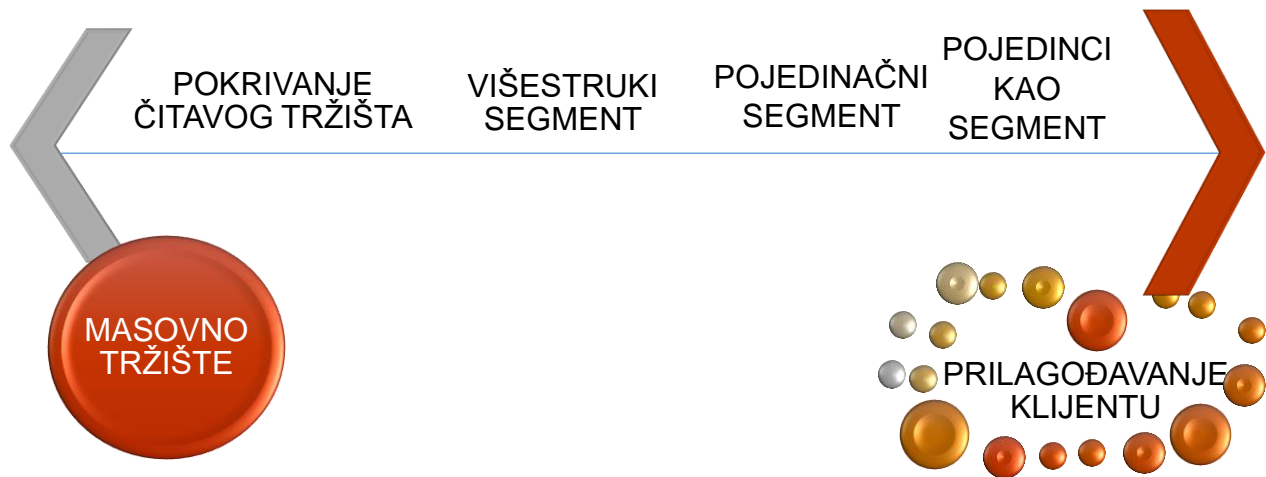 POKRIVANJE
ČITAVOG TRŽIŠTA
VIŠESTRUKI
SEGMENT
POJEDINAČNI
SEGMENT
POJEDINCI
KAO
SEGMENT
MASOVNO
TRŽIŠTE
PRILAGOĐAVANJE
KLIJENTU